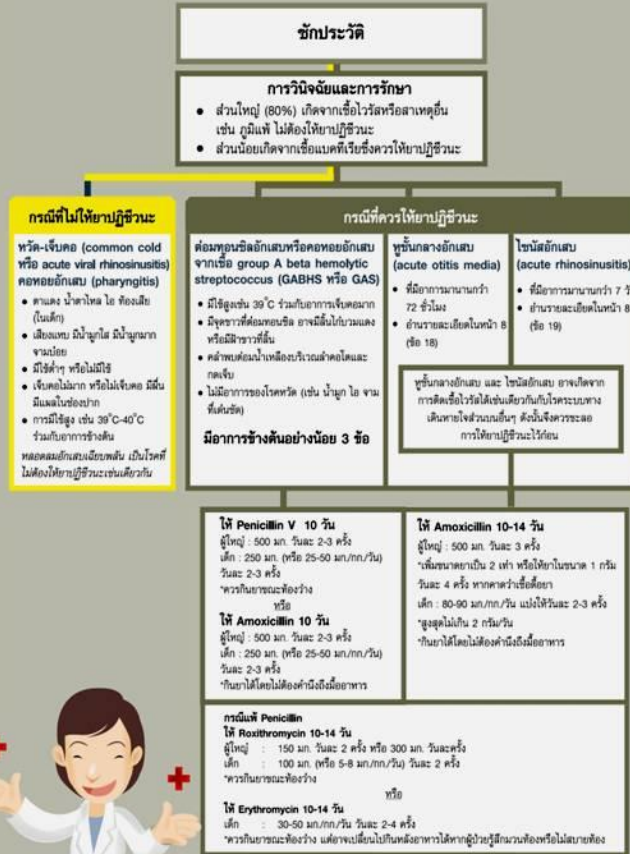 ซักประวัติ
การวินิจฉัยและการรักษา
● ส่วนใหญ่ (80%) เกิดจากเชื้อไวรัสหรือสาเหตุอื่น
เช่น ภูมิแพ้ ไม่ต้องให้ยาปฏิชีวนะ
● ส่วนน้อยเกิดจากเชื้อแบคทีเรียซึ่งควรให้ยาปฏิชีวนะ
กรณีที่ไม่ให้ยาปฏิชีวนะ
หวัด-เจ็บคอ (common cold
หรือ acute viral rhinosinusitis)
คอหอยอักเสบ (pharyngitis)
● ตาแดง น้ำตาไหล ไอ ท้องเสีย
(ในเด็ก)
● เสียงแหบ มีน้ำมูกใส มีน้ำมูกมาก
จามบ่อย
● มีไข้ต่ำๆ หรือไม่มีไข้
● เจ็บคอไม่มาก หรือไม่เจ็บคอ มีผื่น
มีแผลในช่องปาก
● การมีไข้สูง เช่น 39°C-40°C
ร่วมกับอาการข้างต้น
หลอดลมอักเสบเฉียบพลัน เป็นโรคที่
ไม่ต้องให้ยาปฏิชีวนะเช่นเดียวกัน
กรณีที่ควรให้ยาปฏิชีวนะ
ต่อมทอนซิลอักเสบหรือคอหอยอักเสบ
จากเชื้อ group A beta hemolytic
streptococcus (GABHS หรือ GAS)
● มีไข้สูงเช่น 39°C ร่วมกับอาการเจ็บคอมาก
● มีจุดขาวที่ต่อมทอนซิล อาจมีลิ้นไก่บวมแดง
หรือมีฝ้าขาวที่ลิ้น
● คลำพบต่อมน้ำเหลืองบริเวณลำคอโตและ
กดเจ็บ
● ไม่มีอาการของโรคหวัด (เช่น น้ำมูก ไอ จาม
ที่เด่นชัด)
มีอาการข้างต้นอย่างน้อย 3 ข้อ
หูชั้นกลางอักเสบ
(acute otitis media)
● ที่มีอาการมานานกว่า
72 ชั่วโมง
● อ่านรายละเอียดในหน้า 8
(ข้อ 18)
ไซนัสอักเสบ
(acute rhinosinusitis)
● ที่มีอาการมานานกว่า 7 วั
● อ่านรายละเอียดในหน้า 8
(ข้อ 19)
หูชั้นกลางอักเสบ และ ไซนัสอักเสบ อาจเกิดจาก
การติดเชื้อไวรัสได้เช่นเดียวกันกับโรคระบบทาง
เดินหายใจส่วนบนอื่นๆ ดังนั้นจึงควรชะลอ
การให้ยาปฏิชีวนะไว้ก่อน
ให้ Penicillin V 10 วัน
ผู้ใหญ่ : 500 มก. วันละ 2-3 ครั้ง
เด็ก : 250 มก. (หรือ 25-50 มก./กก./วัน)
วันละ 2-3 ครั้ง
*ควรกินยาขณะท้องว่าง
หรือ
ให้ Amoxicillin 10 วัน
ผู้ใหญ่ : 500 มก. วันละ 2-3 ครั้ง
เด็ก : 250 มก. (หรือ 25-50 มก./กก./วัน)
วันละ 2-3 ครั้ง
*กินยาได้โดยไม่ต้องคำนึงถึงมื้ออาหาร
ให้ Amoxicillin 10-14 วัน
ผู้ใหญ่ : 500 มก. วันละ 3 ครั้ง
*เพิ่มขนาดยาเป็น 2 เท่า หรือให้ยาในขนาด 1 กรัม
วันละ 4 ครั้ง หากคาดว่าเชื้อดื้อยา
เด็ก : 80-90 มก./กก./วัน แบ่งให้วันละ 2-3 ครั้ง
*สูงสุดไม่เกิน 2 กรัม/วัน
*กินยาได้โดยไม่ต้องคำนึงถึงมื้ออาหาร
กรณีแพ้ Penicillin
ให้ Roxithromycin 10-14 วัน
ผู้ใหญ่ : 150 มก. วันละ 2 ครั้ง หรือ 300 มก. วันละครั้ง
เด็ก : 100 มก. (หรือ 5-8 มก./กก./วัน) วันละ 2 ครั้ง
*ควรกินยาขณะท้องว่าง
หรือ
ให้ Erythromycin 10-14 วัน
เด็ก : 30-50 มก./กก./วัน วันละ 2-4 ครั้ง
*ควรกินยาขณะท้องว่าง แต่อาจเปลี่ยนไปกินหลังอาหารได้หากผู้ป่วยรู้สึกมวนท้องหรือไม่สบายท้อง